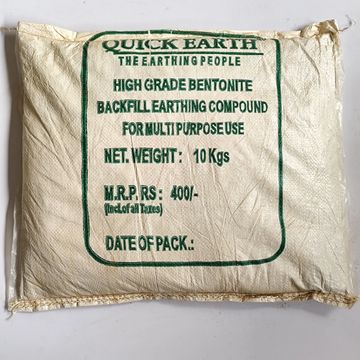 QUICK EARTH
THE EARTHING PEOPLE
HIGH GRADE BENTONITE
BACKFILL EARTHING COMPOUND
FOR MULTI PURPOSE USE
NET. WEIGHT : 10 Kgs
M.R.P. RS : 400/-
(Incl.of all Taxes)
DATE OF PACK.: